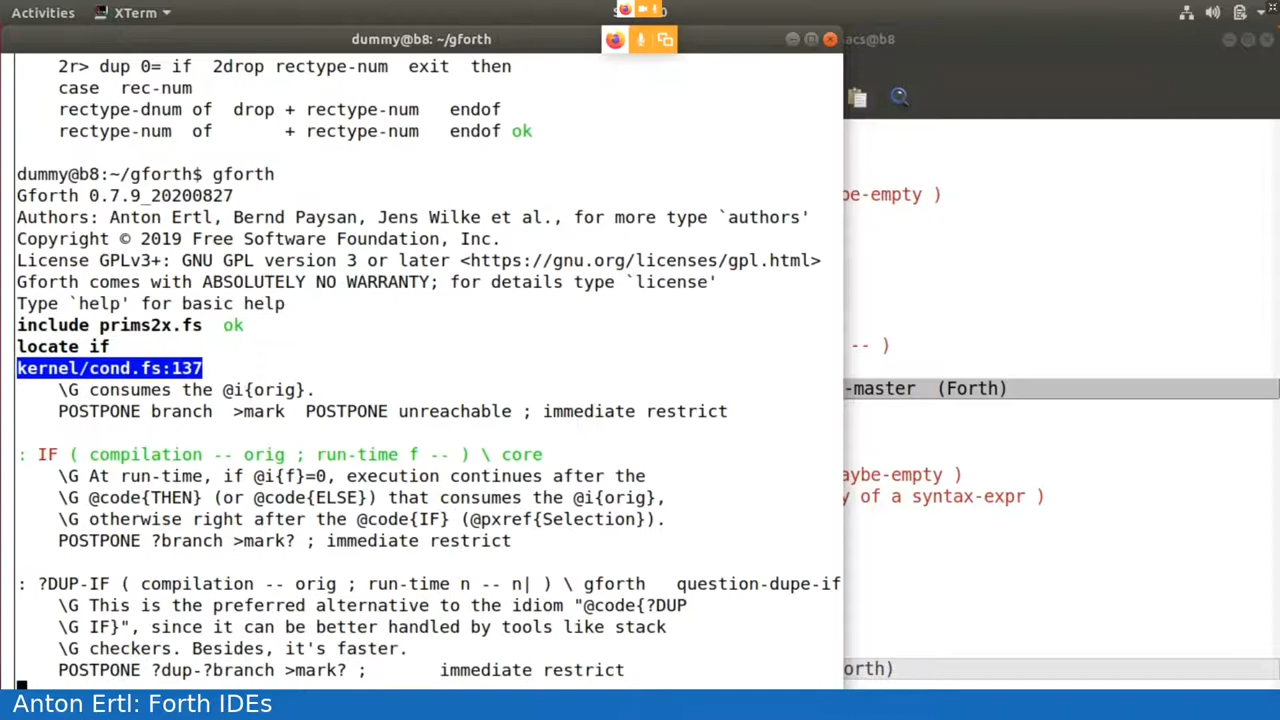 Activities XTerm
dummy@b8: ~/gforth
acs@b8
2r> dup 0= if 2drop rectype-num exit then
case rec-num
rectype-dnum of drop + rectype-num endof
rectype-num of + rectype-num endof ok
dummy@b8:~/gforth$ gforth
Gforth 0.7.9_20200827
Authors: Anton Ertl, Bernd Paysan, Jens Wilke et al., for more type `authors'
Copyright © 2019 Free Software Foundation, Inc.
License GPLv3+: GNU GPL version 3 or later <https://gnu.org/licenses/gpl.html>
Gforth comes with ABSOLUTELY NO WARRANTY; for details type `license'
Type `help' for basic help
include prims2x.fs ok
locate if
kernel/cond.fs:137
\G consumes the @i{orig}.
POSTPONE branch >mark POSTPONE unreachable ; immediate restrict
: IF ( compilation -- orig ; run-time f -- ) \ core
\G At run-time, if @i{f}=0, execution continues after the
\G @code{THEN} (or @code{ELSE}) that consumes the @i{orig},
\G otherwise right after the @code{IF} (@pxref{Selection}).
POSTPONE ?branch >mark? ; immediate restrict
: ?DUP-IF ( compilation -- orig ; run-time n -- n| ) \ gforth question-dupe-if
\G This is the preferred alternative to the idiom "@code{?DUP
\G IF}", since it can be better handled by tools like stack
\G checkers. Besides, it's faster.
POSTPONE ?dup-?branch >mark? ; immediate restrict
be-empty )
-- )
-master (Forth)
aybe-empty )
y of a syntax-expr )
orth)
Anton Ertl: Forth IDEs